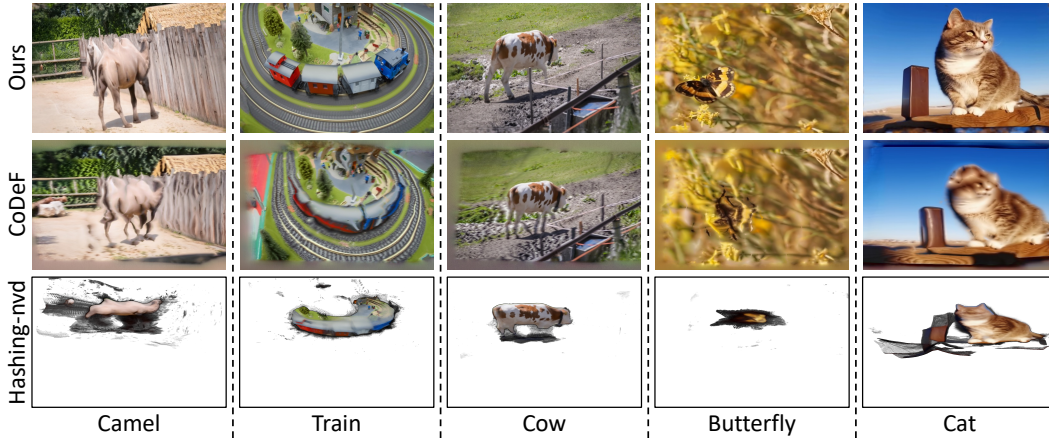 Ours
CoDeF
Hashing-nvd
Camel
Train
Cow
Butterfly
Cat